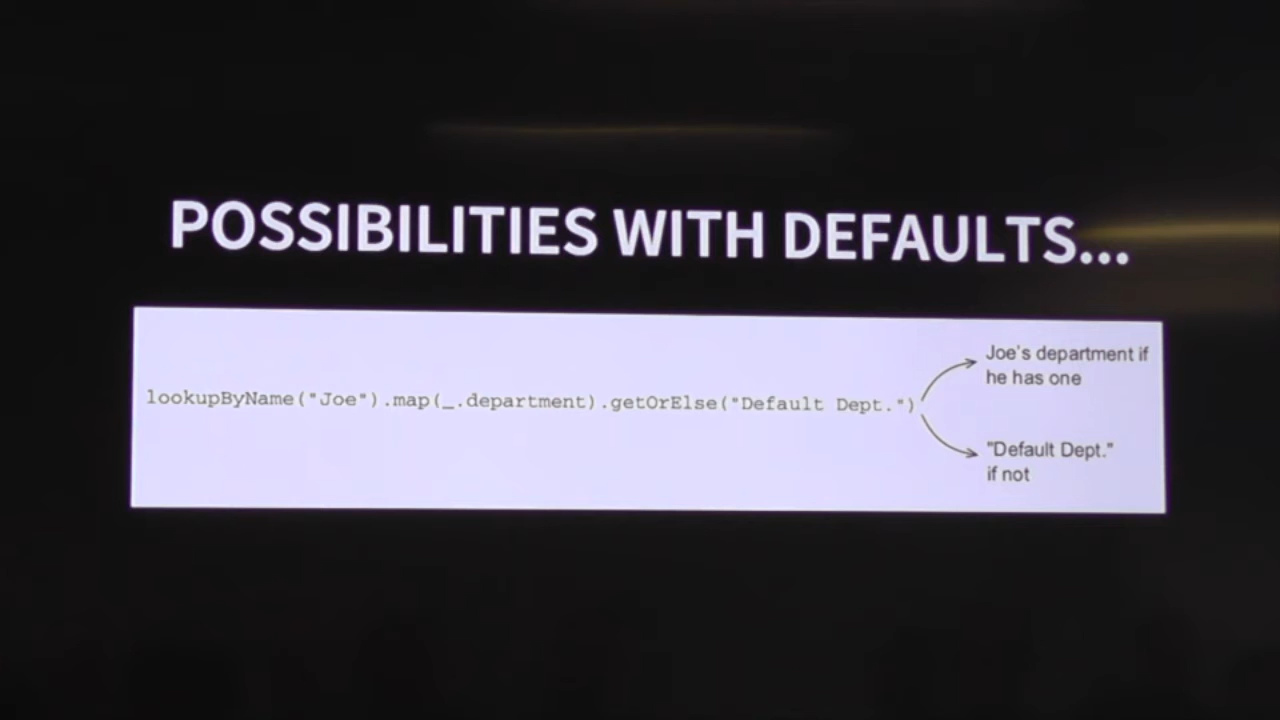 POSSIBILITIES WITH DEFAULTS...
lookupByName("Joe").map(_.department).getOrElse("Default Dept.")
Joe's department if
he has one
"Default Dept."
if not